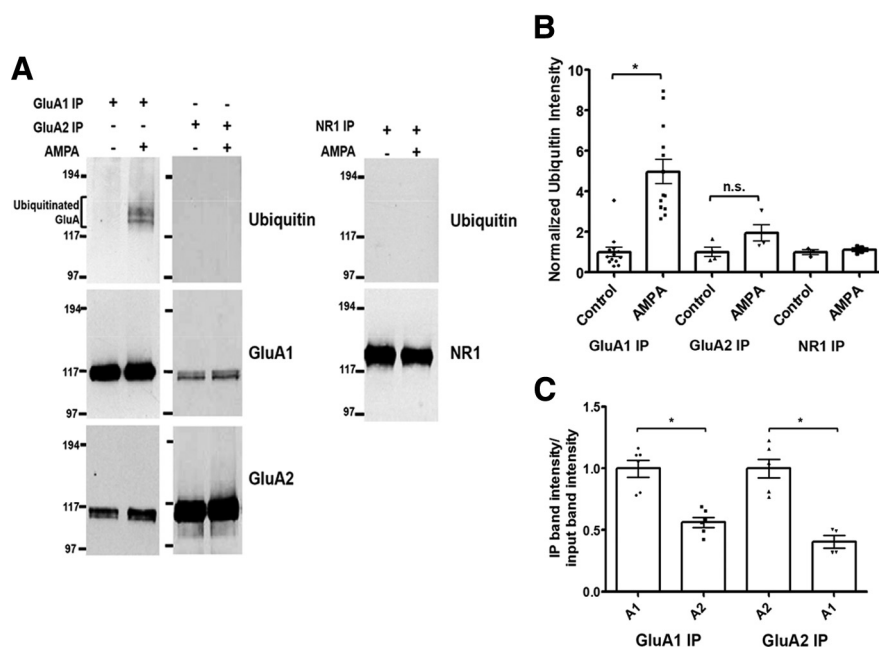 A
GluA1 IP + + - -
GluA2 IP - - + +
AMPA - + - +
194
Ubiquitinated
GluA
117
97
Ubiquitin
194
117
97
GluA1
194
117
97
GluA2
NR1 IP + +
AMPA - +
194
117
97
Ubiquitin
194
117
97
NR1
B
Normalized Ubiquitin Intensity
10
8
6
4
2
0
*
n.s.
Control AMPA Control AMPA Control AMPA
GluA1 IP GluA2 IP NR1 IP
C
IP band intensity/
input band intensity
1.5
1.0
0.5
0.0
* *
A1 A2 A2 A1
GluA1 IP GluA2 IP